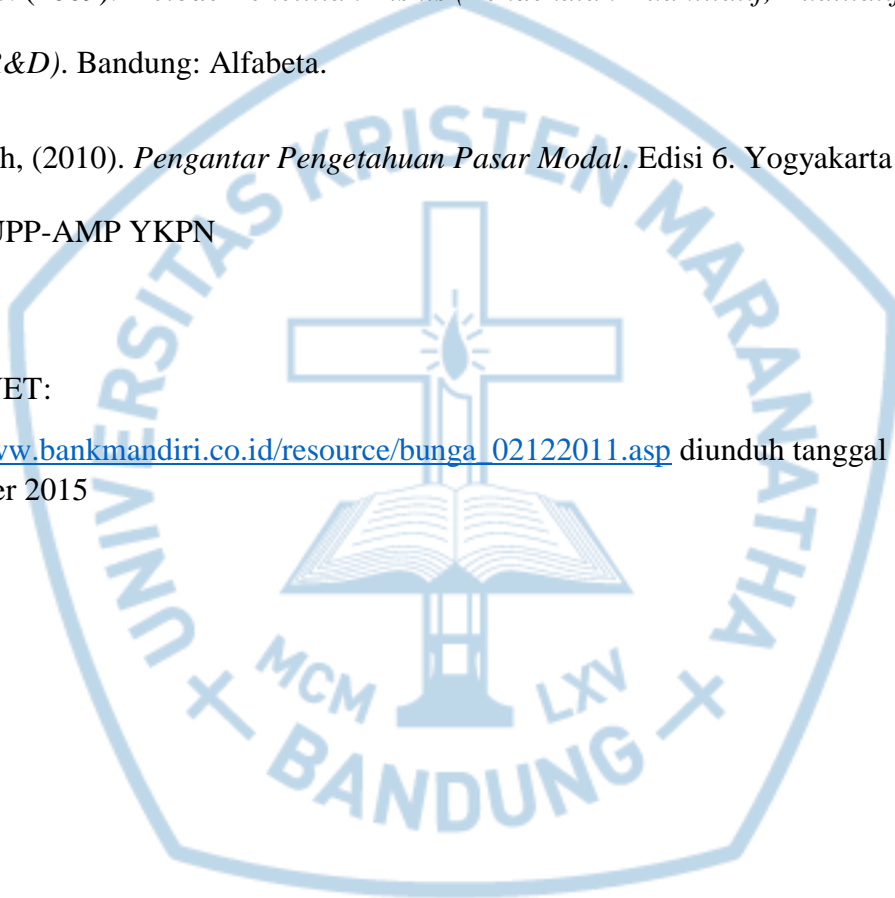 &D). Bandung: Alfabeta.
h, (2010). Pengantar Pengetahuan Pasar Modal. Edisi 6. Yogyakarta
UPP-AMP YKPN
ET:
ww.bankmandiri.co.id/resource/bunga_02122011.asp diunduh tanggal
er 2015
UNIVERSITAS KRISTEN MARANATHA
MCM LXV
BANDUNG